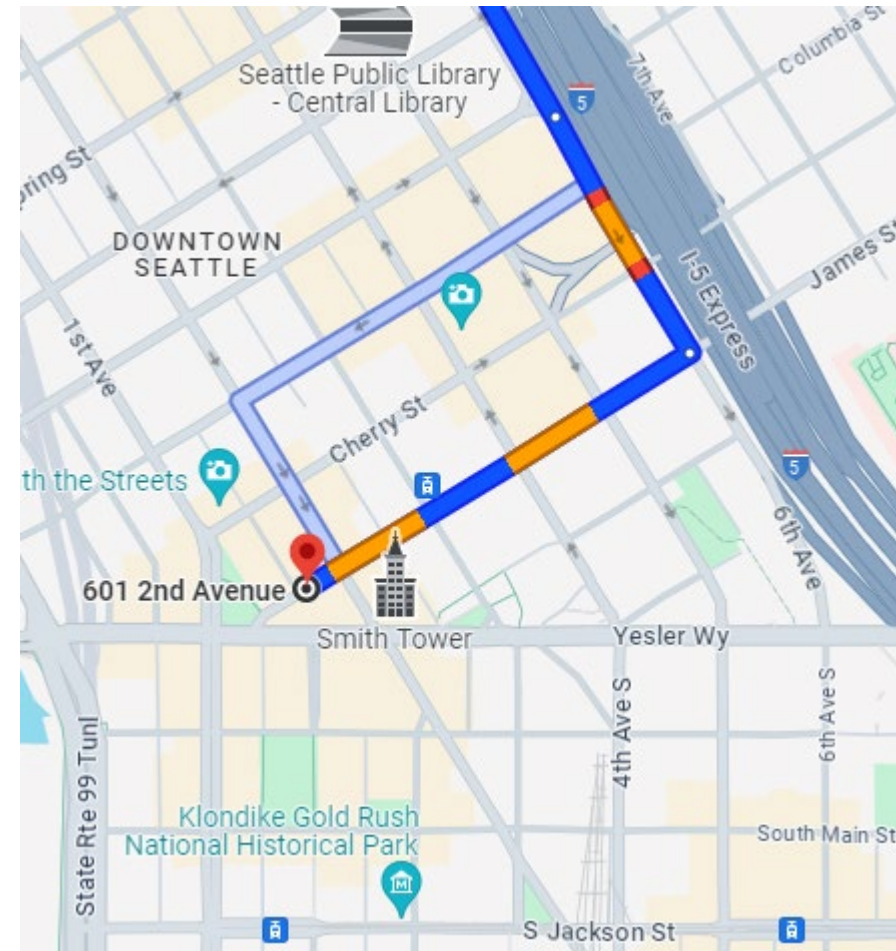 Seattle Public Library
- Central Library
5
7th Ave
Columbia St
pring St
DOWNTOWN
SEATTLE
I-5 Express
James St
1st Ave
Cherry St
th the Streets
5
6th Ave
601 2nd Avenue
Smith Tower
Yesler Wy
4th Ave S
6th Ave S
State Rte 99 Tunl
Klondike Gold Rush
National Historical Park
South Main St
M
S Jackson St